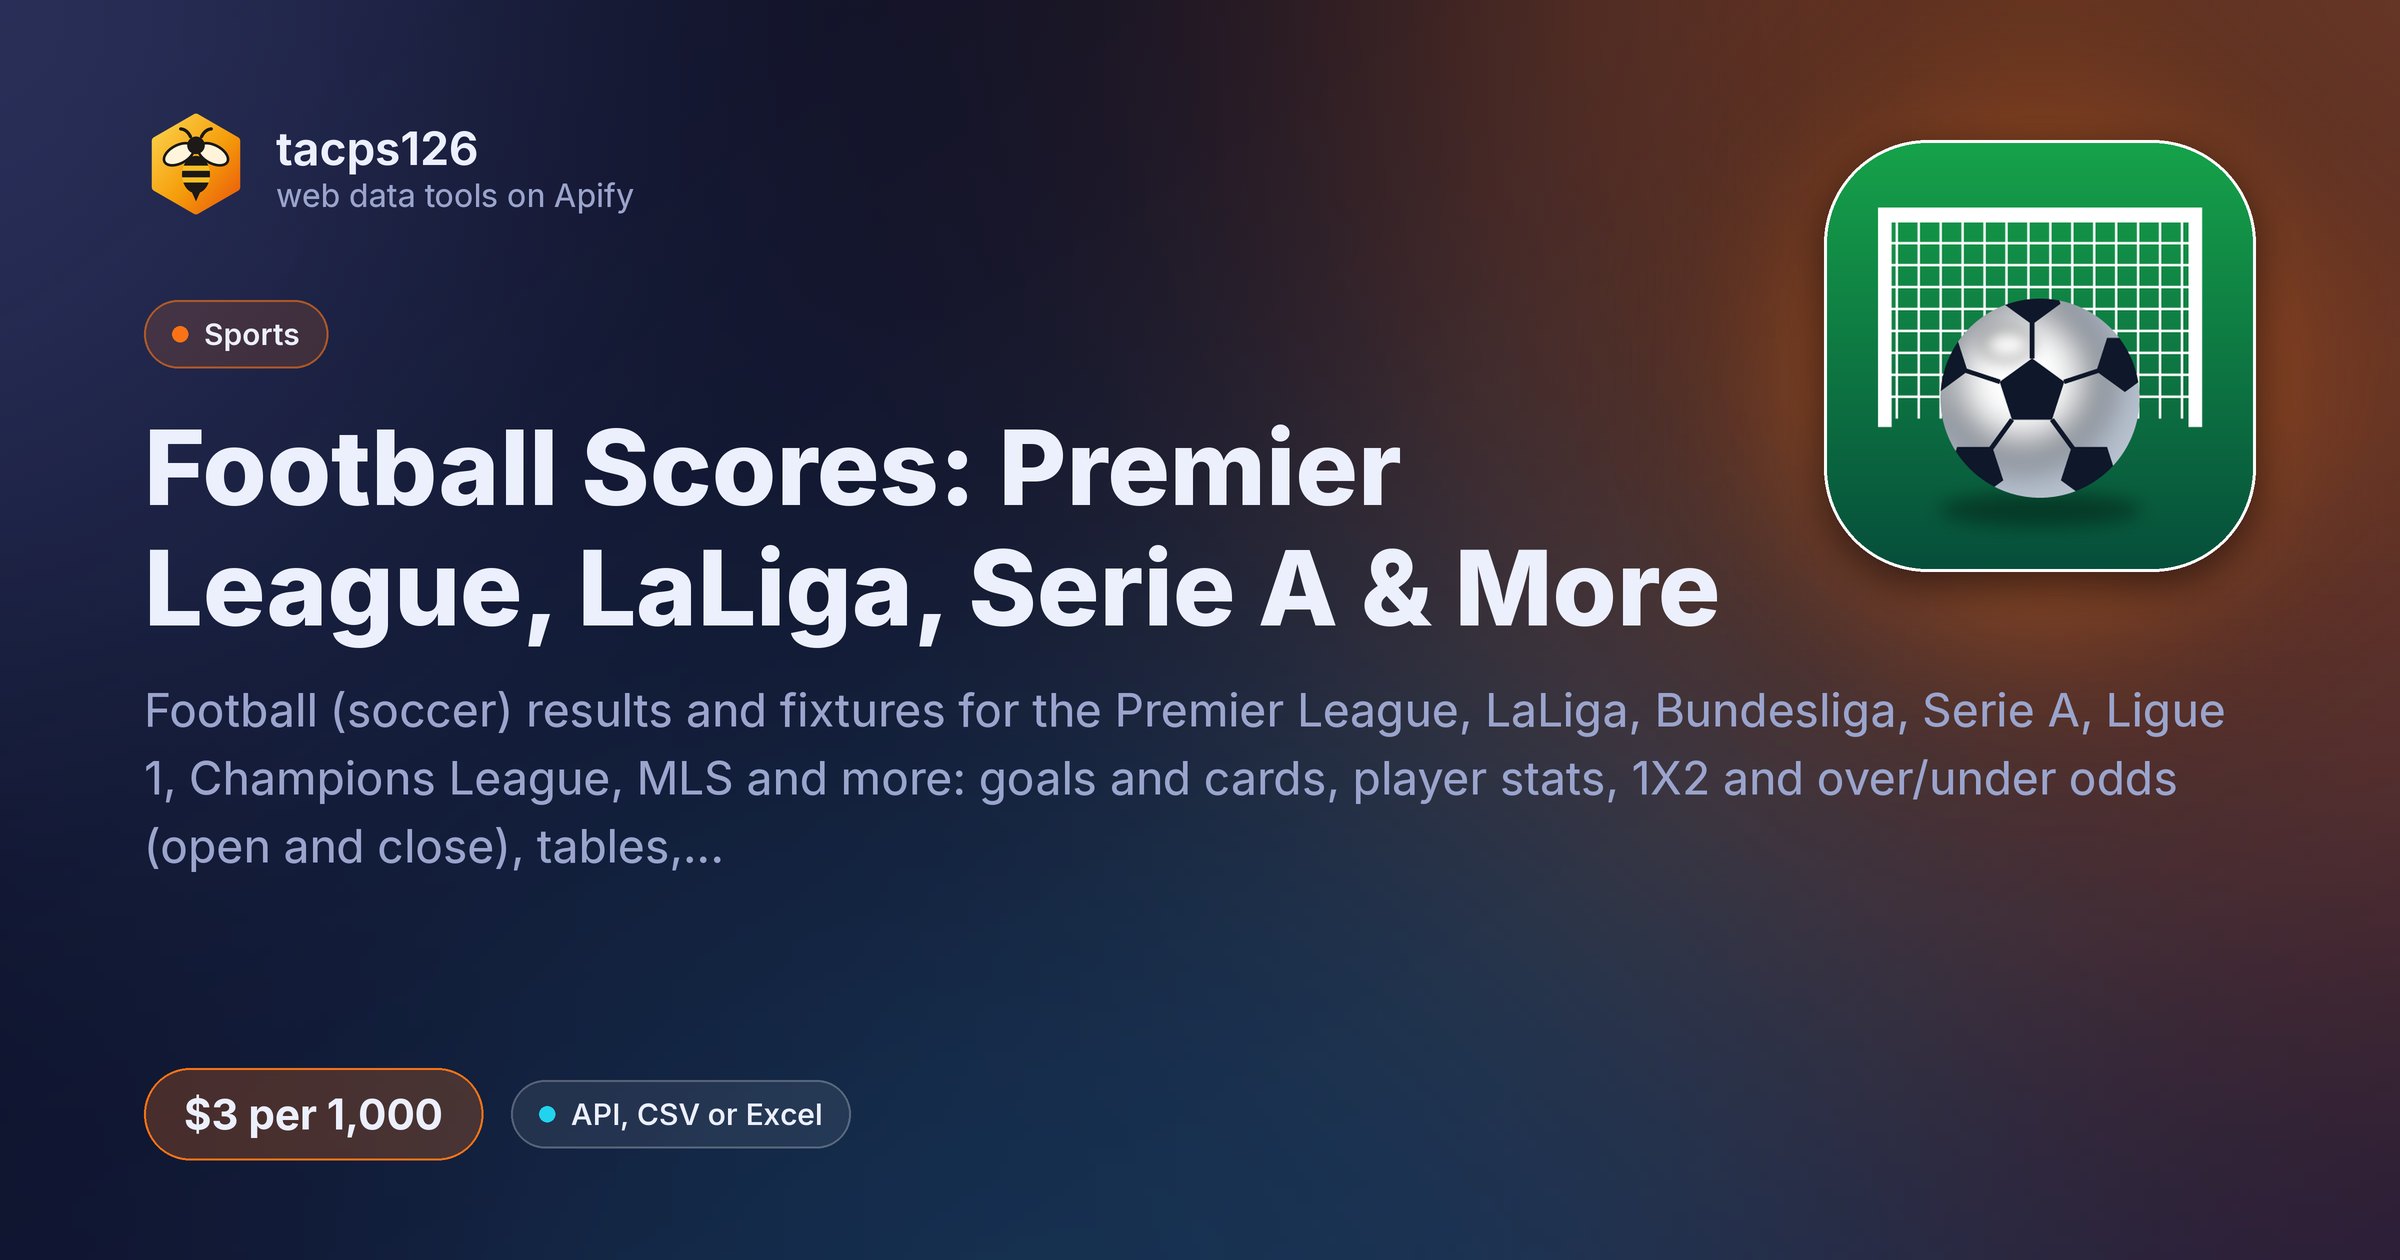 tacps126
web data tools on Apify
Sports
Football Scores: Premier
League, LaLiga, Serie A & More
Football (soccer) results and fixtures for the Premier League, LaLiga, Bundesliga, Serie A, Ligue
1, Champions League, MLS and more: goals and cards, player stats, 1X2 and over/under odds
(open and close), tables,...
$3 per 1,000
API, CSV or Excel